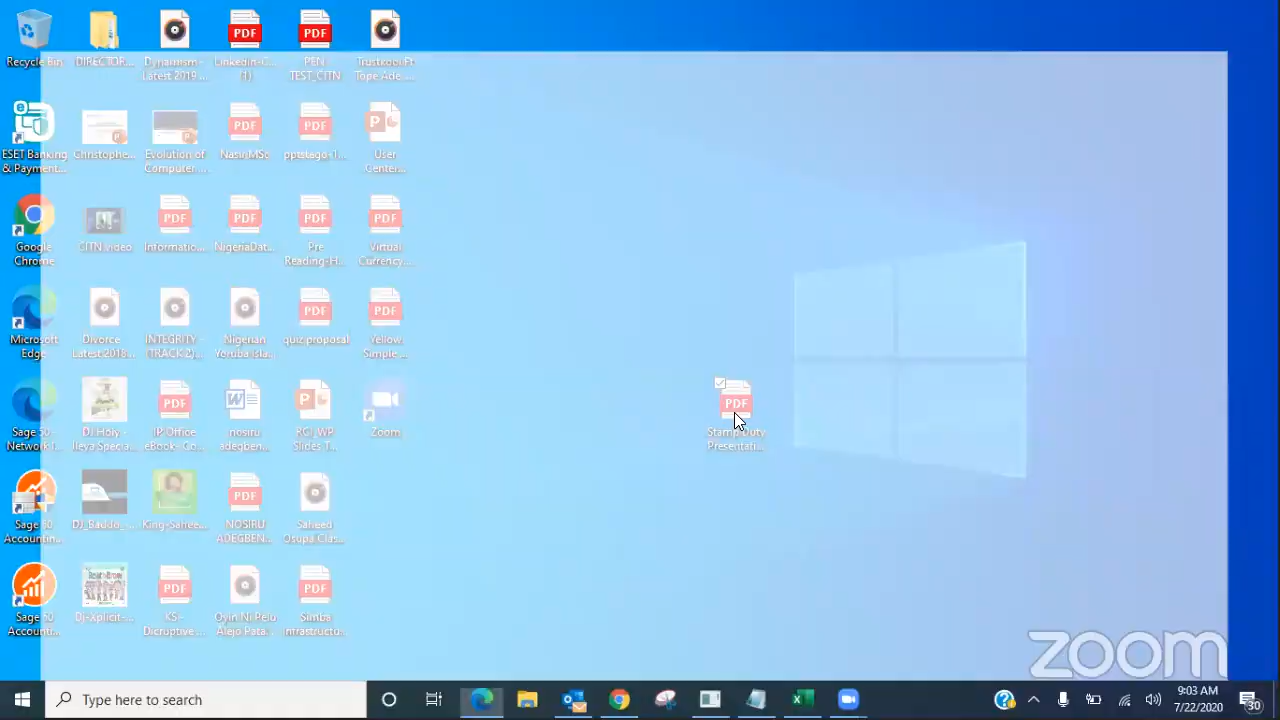 Recycle Bin
DIRECTOR...
Dynamism -
Latest 2019 ...
PDF
Linkedin-C...
(1)
PDF
PEN
TEST_CITN
Trustkool Ft
Tope Ade...
ESET Banking
& Payment...
Christophe...
Evolution of
Computer...
PDF
Nasir MSc
PDF
pptstago-1...
User
Center...
Google
Chrome
CITN video
PDF
Informatio...
PDF
NigeriaDat...
PDF
Pre
Reading-H...
PDF
Virtual
Currency...
Microsoft
Edge
Divorce
Latest 2018...
INTEGRITY -
(TRACK 2)...
Nigerian
Yoruba Isla...
PDF
quiz proposal
PDF
Yellow
Simple ...
Sage 50 -
Network I...
DJ.Holy -
Ileya Specia...
PDF
IP Office
eBook- Co...
nosiru
adegben...
RCJ_WP
Slides T...
Zoom
PDF
Stamp Duty
Presentati...
Sage 50
Accountin...
DJ_Baddo_...
King-Sahee...
PDF
NOSIRU
ADEGBEN...
Saheed
Osupa Clas...
Sage 50
Accounti...
Dj-Xplicit-...
PDF
KS -
Dicruptive ...
Oyin Ni Pelu
Alejo Pata...
PDF
Simba
Infrastructu...
zoom
Type here to search
9:03 AM
7/22/2020
30